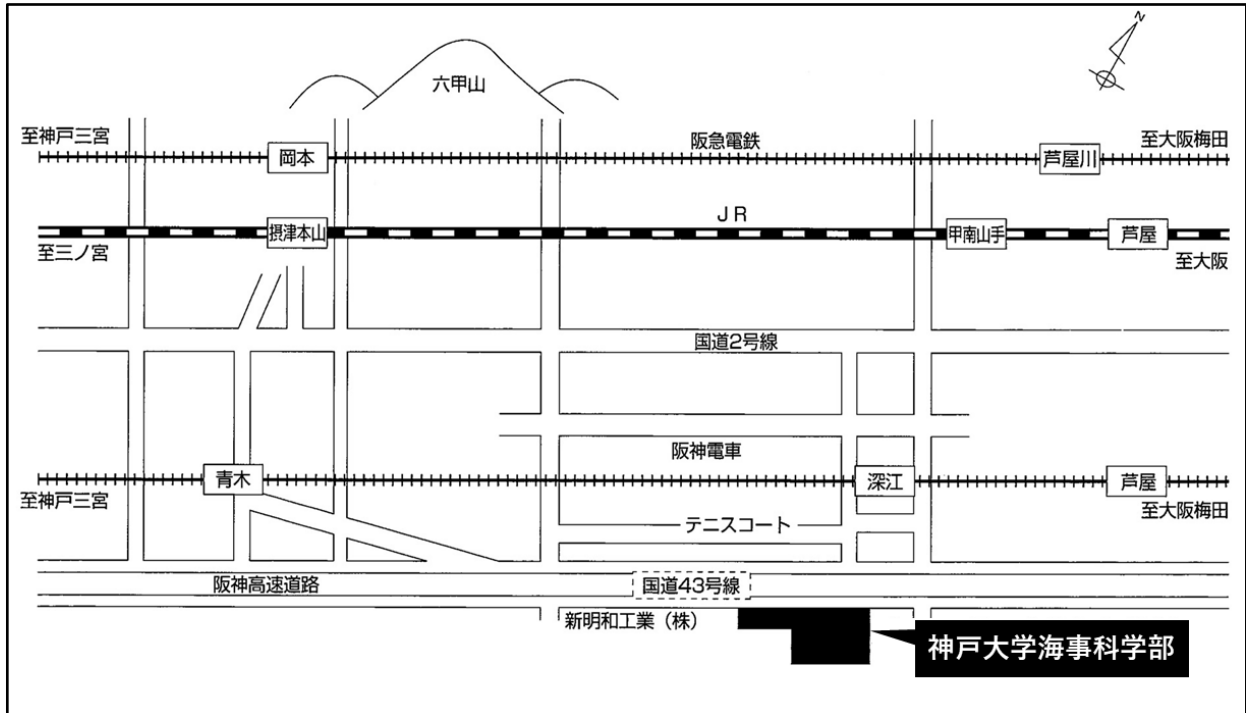 N
六甲山
至神戸三宮
岡本
阪急電鉄
芦屋川
至大阪梅田
摂津本山
JR
甲南山手
芦屋
至三ノ宮
至大阪
国道2号線
阪神電車
青木
深江
芦屋
至神戸三宮
至大阪梅田
テニスコート
阪神高速道路
国道43号線
新明和工業（株）
神戸大学海事科学部